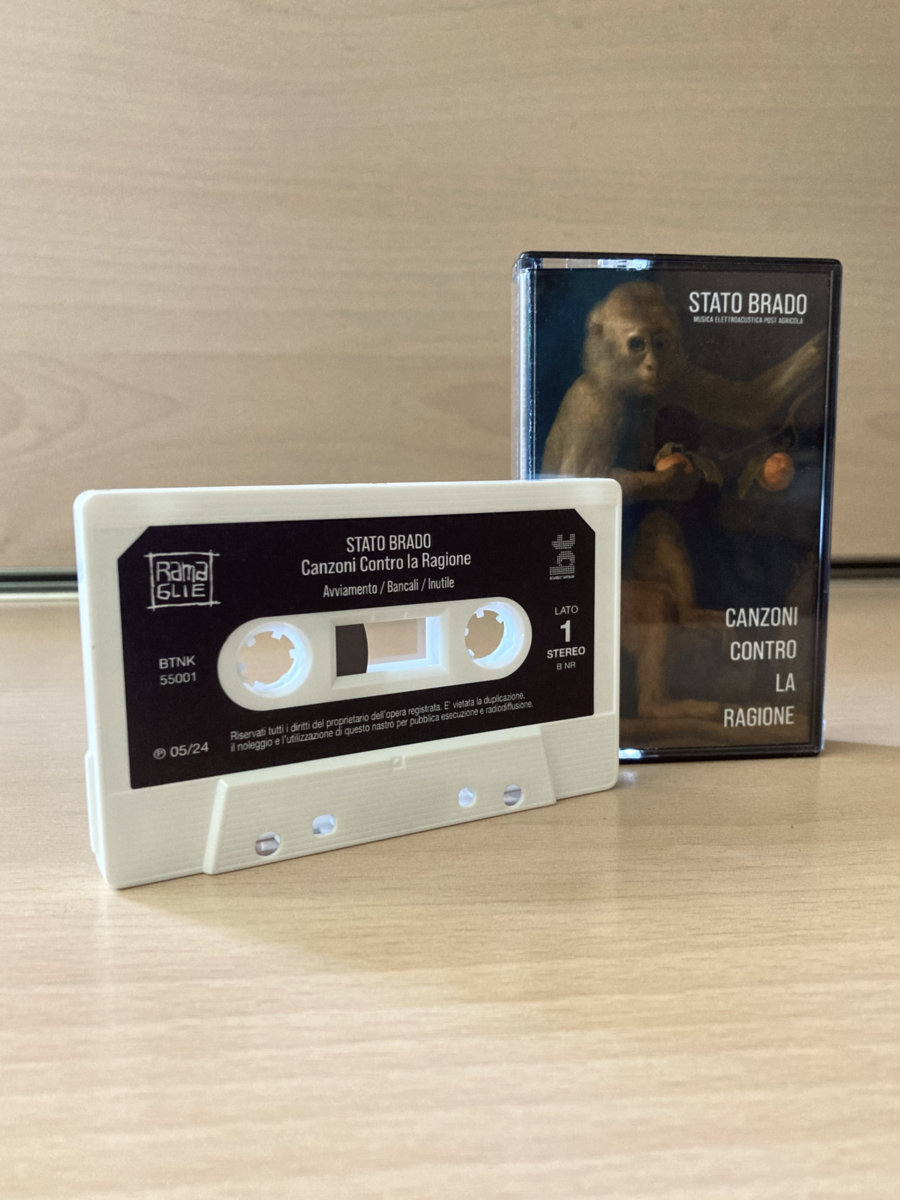 STATO BRADO
MUSICA ELETTROACUSTICA POST AGRICOLA
CANZONI
CONTRO
LA
RAGIONE
Rama
GLIE
STATO BRADO
Canzoni Contro la Ragione
Avviamento / Bancali / Inutile
bt
LATO
1
STEREO
B NR
BTNK
55001
Riservati tutti i diritti del proprietario dell'opera registrata. E' vietata la duplicazione,
il noleggio e l'utilizzazione di questo nastro per pubblica esecuzione e radiodiffusione.
℗ 05/24